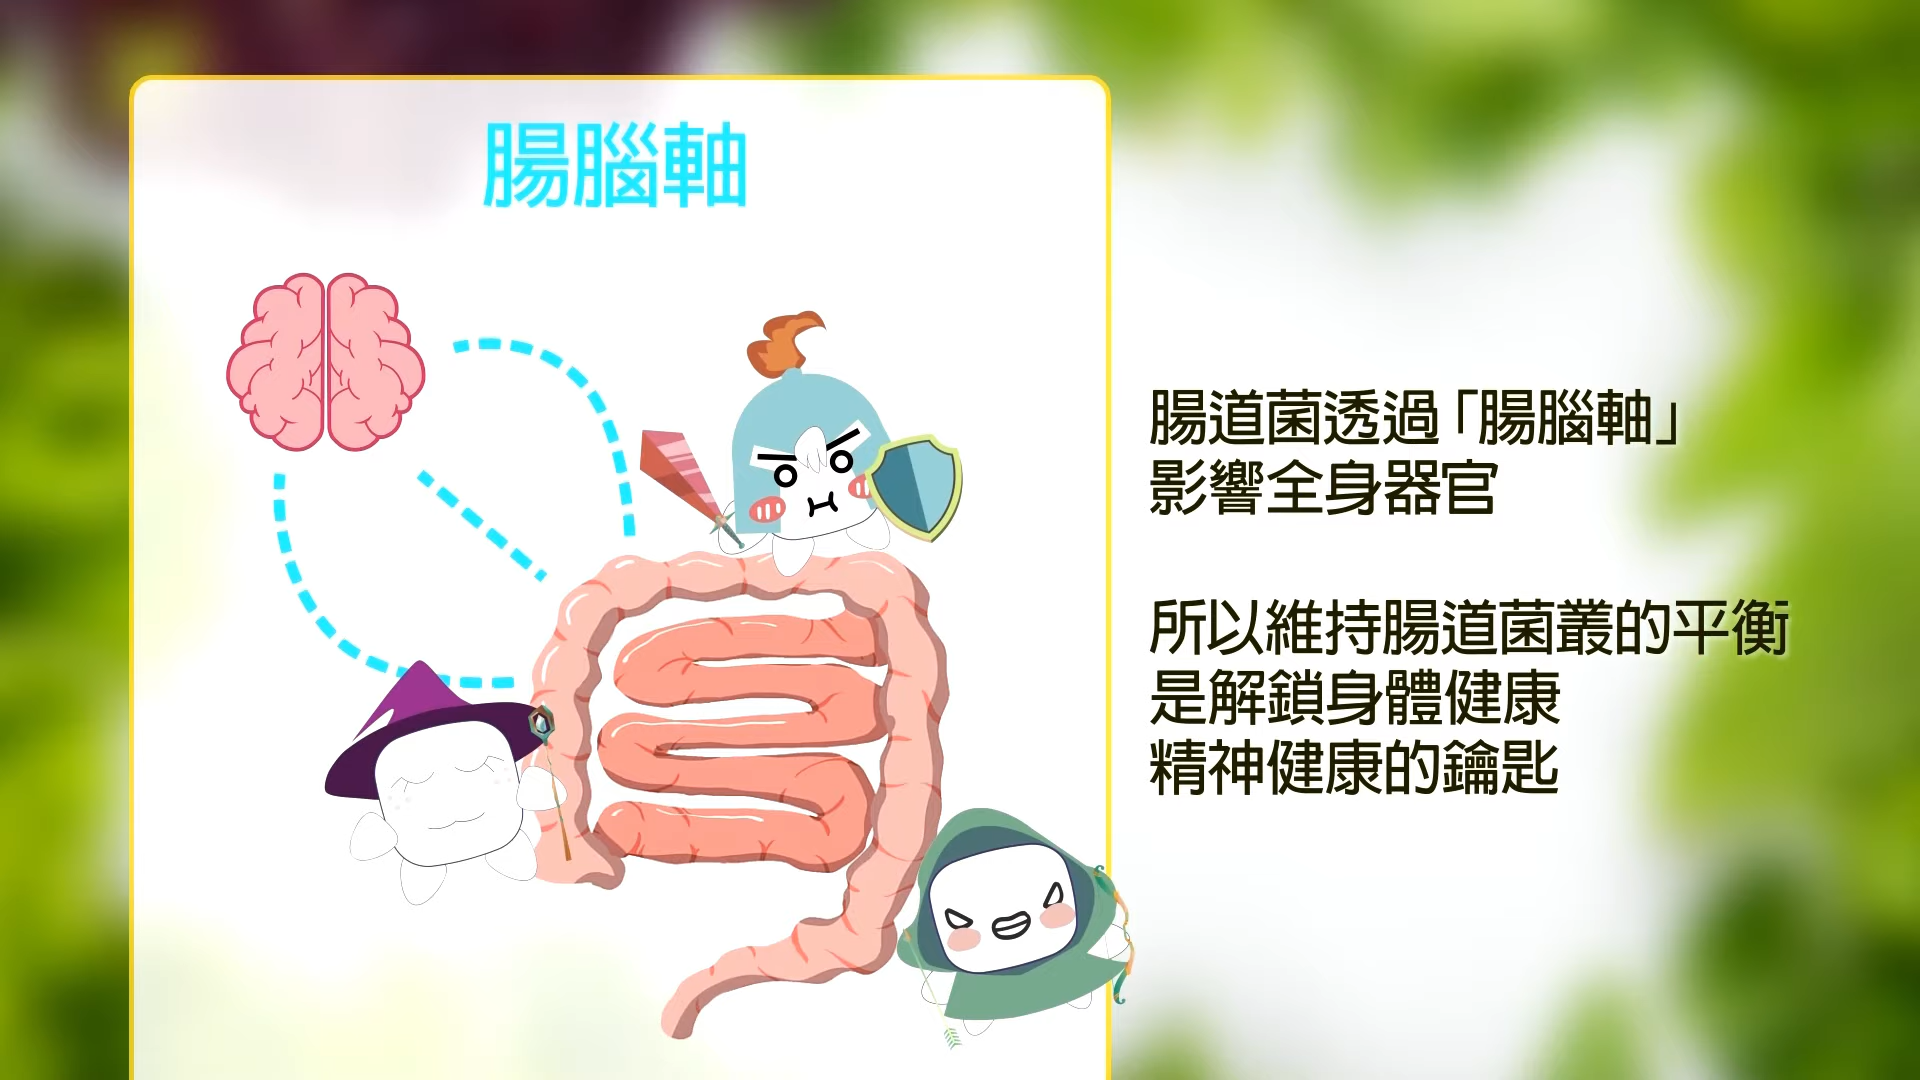 腸腦軸
腸道菌透過「腸腦軸」
影響全身器官
所以維持腸道菌叢的平衡
是解鎖身體健康
精神健康的鑰匙